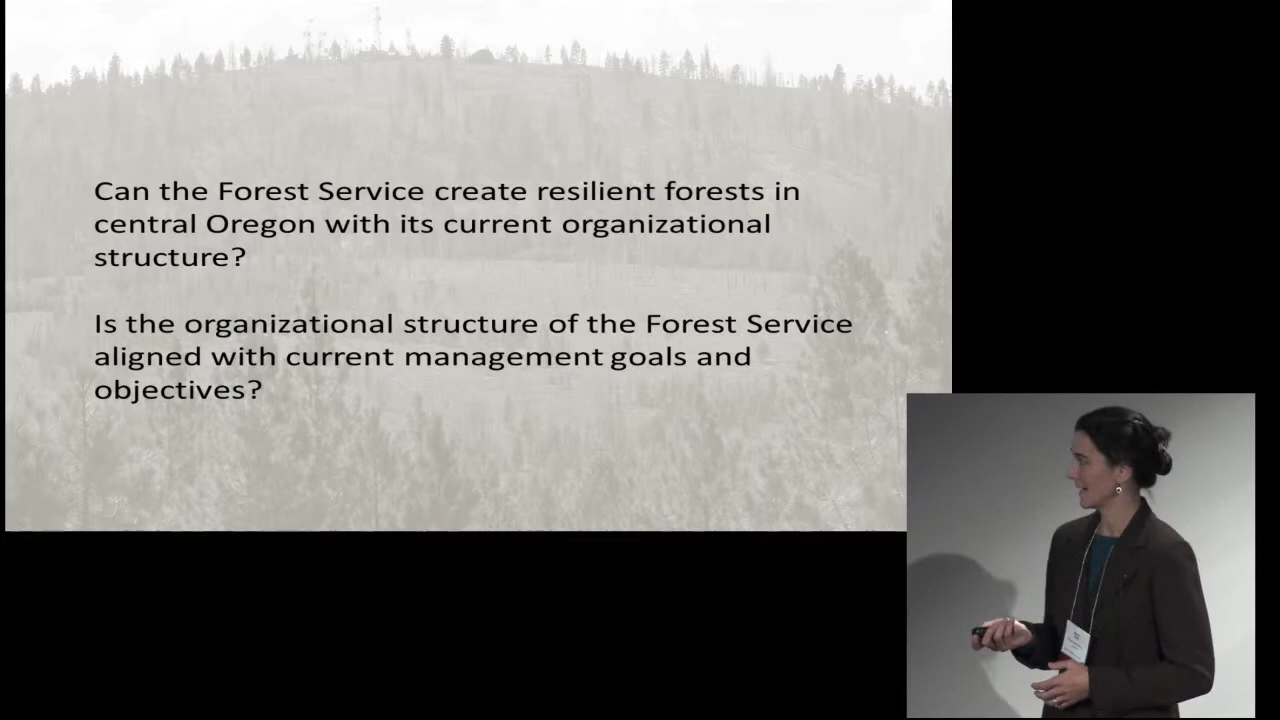 Can the Forest Service create resilient forests in
central Oregon with its current organizational
structure?
Is the organizational structure of the Forest Service
aligned with current management goals and
objectives?